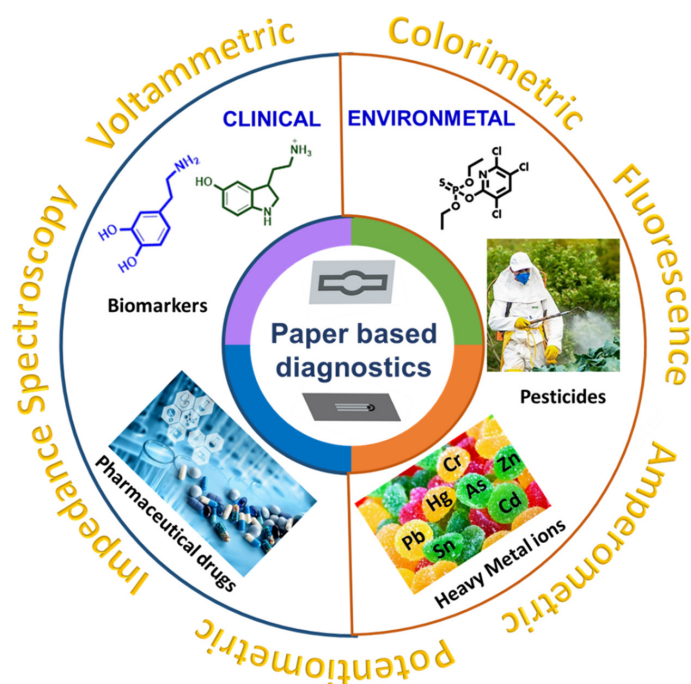 Voltammetric
Colorimetric
Fluorescence
Amperometric
Potentiometric
Impedance Spectroscopy
CLINICAL
ENVIRONMETAL
NH2
HO
HO
+
NH3
HO
N
H
Cl
Cl
Cl
N
O
S
P
O
O
Biomarkers
Paper based
diagnostics
Pesticides
Pharmaceutical drugs
Cr
Zn
Hg
As
Cd
Pb
Sn
Heavy Metal ions